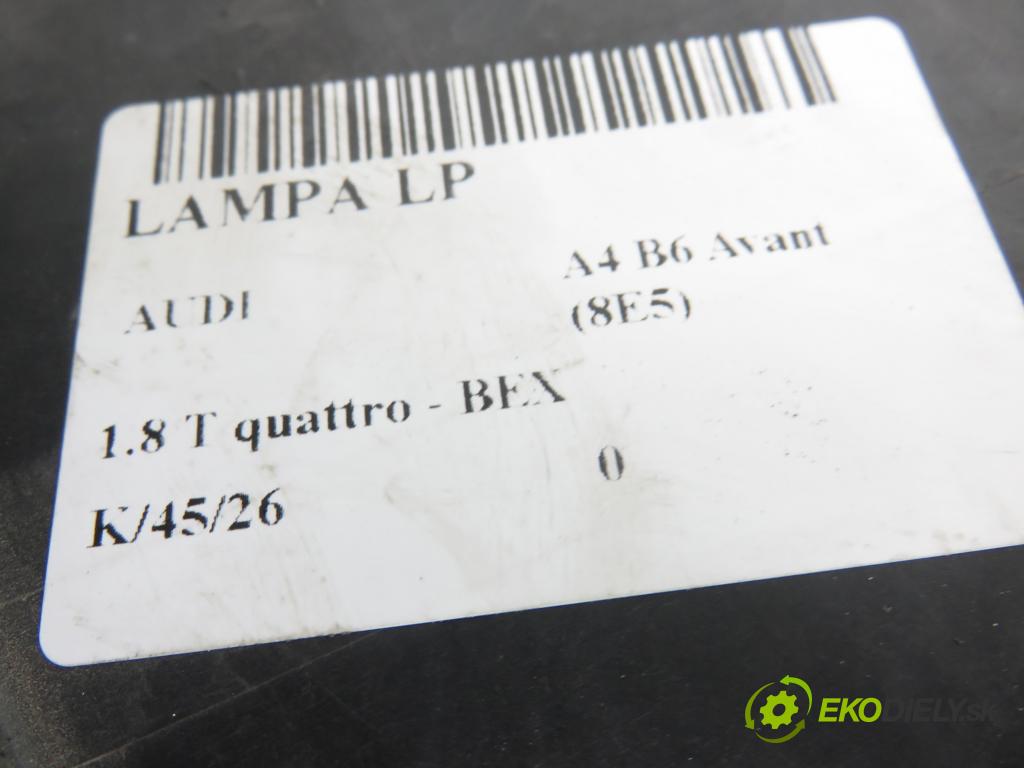 LAMPA LP
AUDI
A4 B6 Avant
(8E5)
1.8 T quattro - BEX
K/45/26
0
EKODIELY.sk